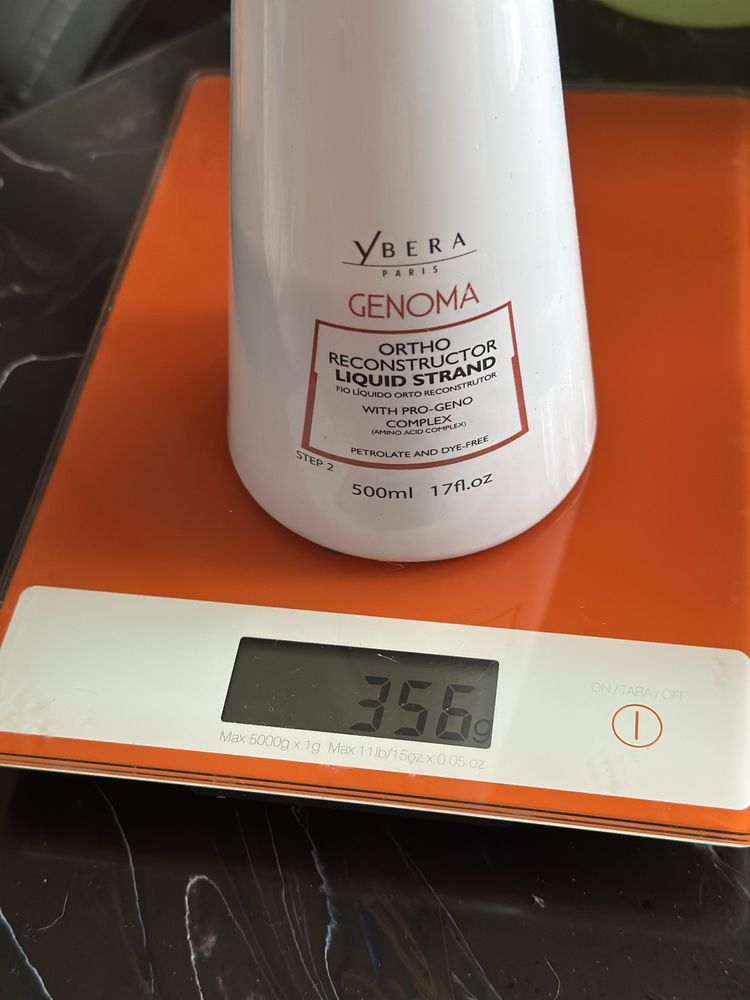 YBERA
PARIS
GENOMA
ORTHO
RECONSTRUCTOR
LIQUID STRAND
FIO LÍQUIDO ORTO RECONSTRUTOR
WITH PRO-GENO
COMPLEX
(AMINO ACID COMPLEX)
PETROLATE AND DYE-FREE
STEP 2
500ml 17fl.oz
356g
ON / TARA / OFF
Max 5000g x 1g Max 11lb/15oz x 0.05 oz